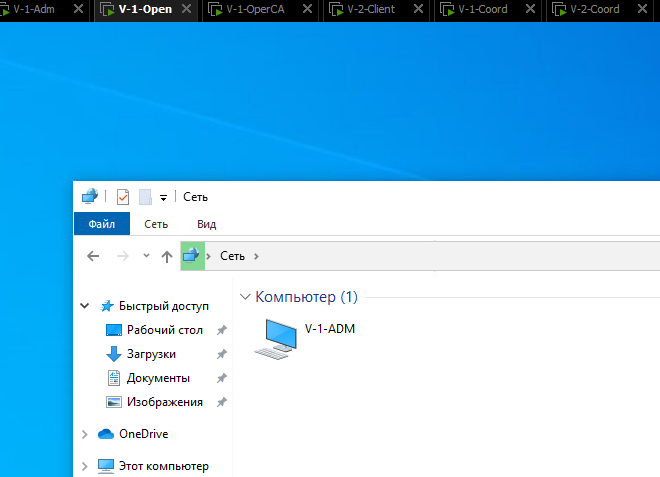 V-1-Adm V-1-Open V-1-OperCA V-2-Client V-1-Coord V-2-Coord
Сеть
Файл Сеть Вид
Сеть
Быстрый доступ
Рабочий стол
Загрузки
Документы
Изображения
OneDrive
Этот компьютер
Компьютер (1)
V-1-ADM